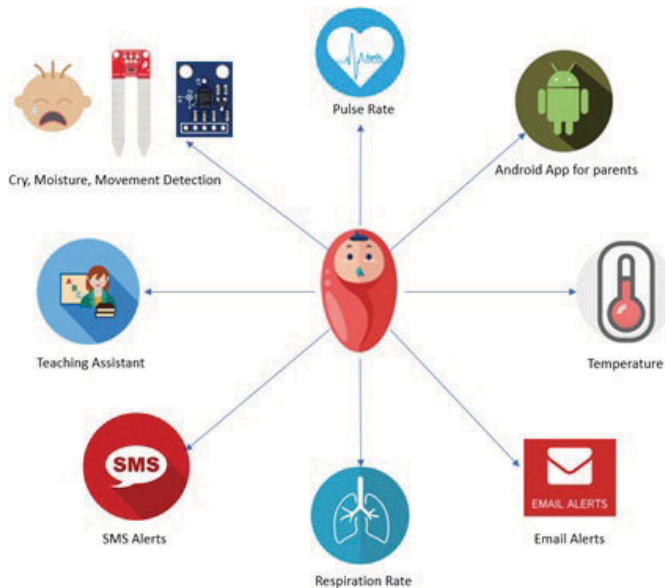 Pulse Rate
Android App for parents
Cry, Moisture, Movement Detection
A
B
C
Teaching Assistant
Temperature
SMS
SMS Alerts
EMAIL ALERTS
Email Alerts
Respiration Rate